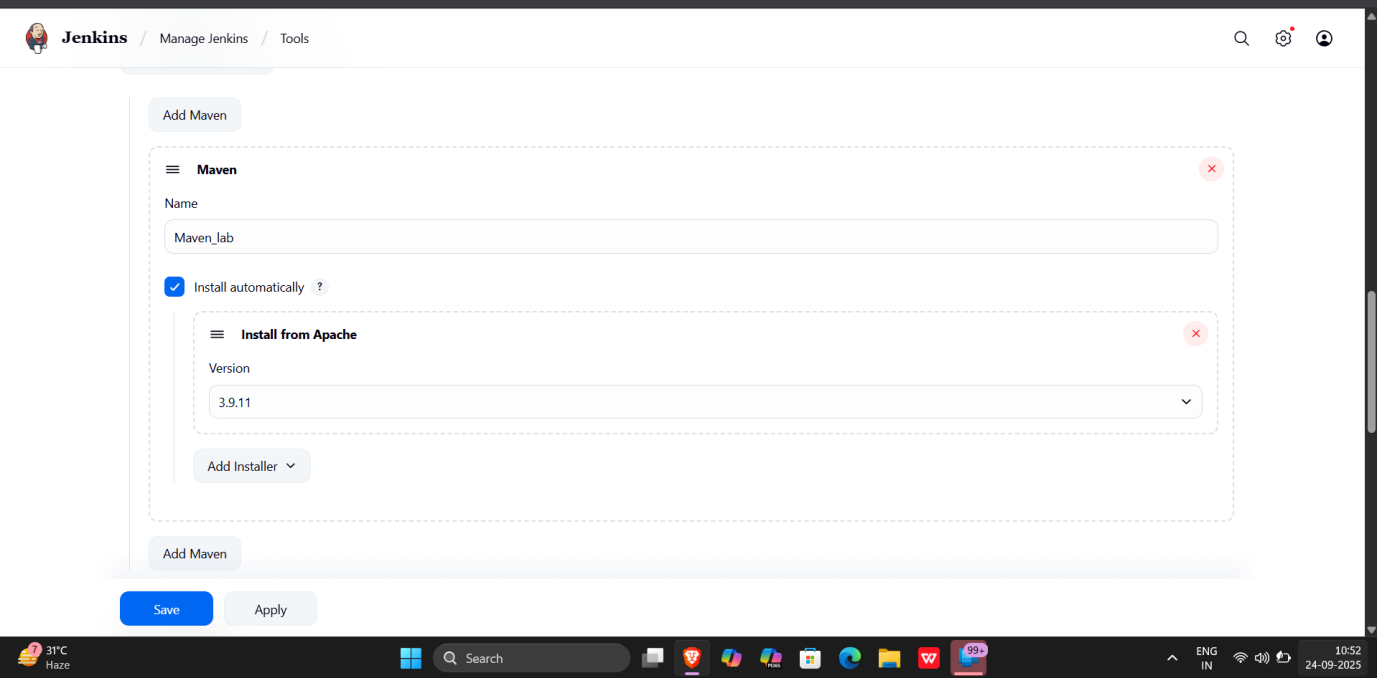 Jenkins / Manage Jenkins / Tools
Add Maven
Maven
Name
Maven_lab
Install automatically ?
Install from Apache
Version
3.9.11
Add Installer
Add Maven
Save Apply
7 31°C
Haze
Search
PRE
99+
ENG
IN
10:52
24-09-2025